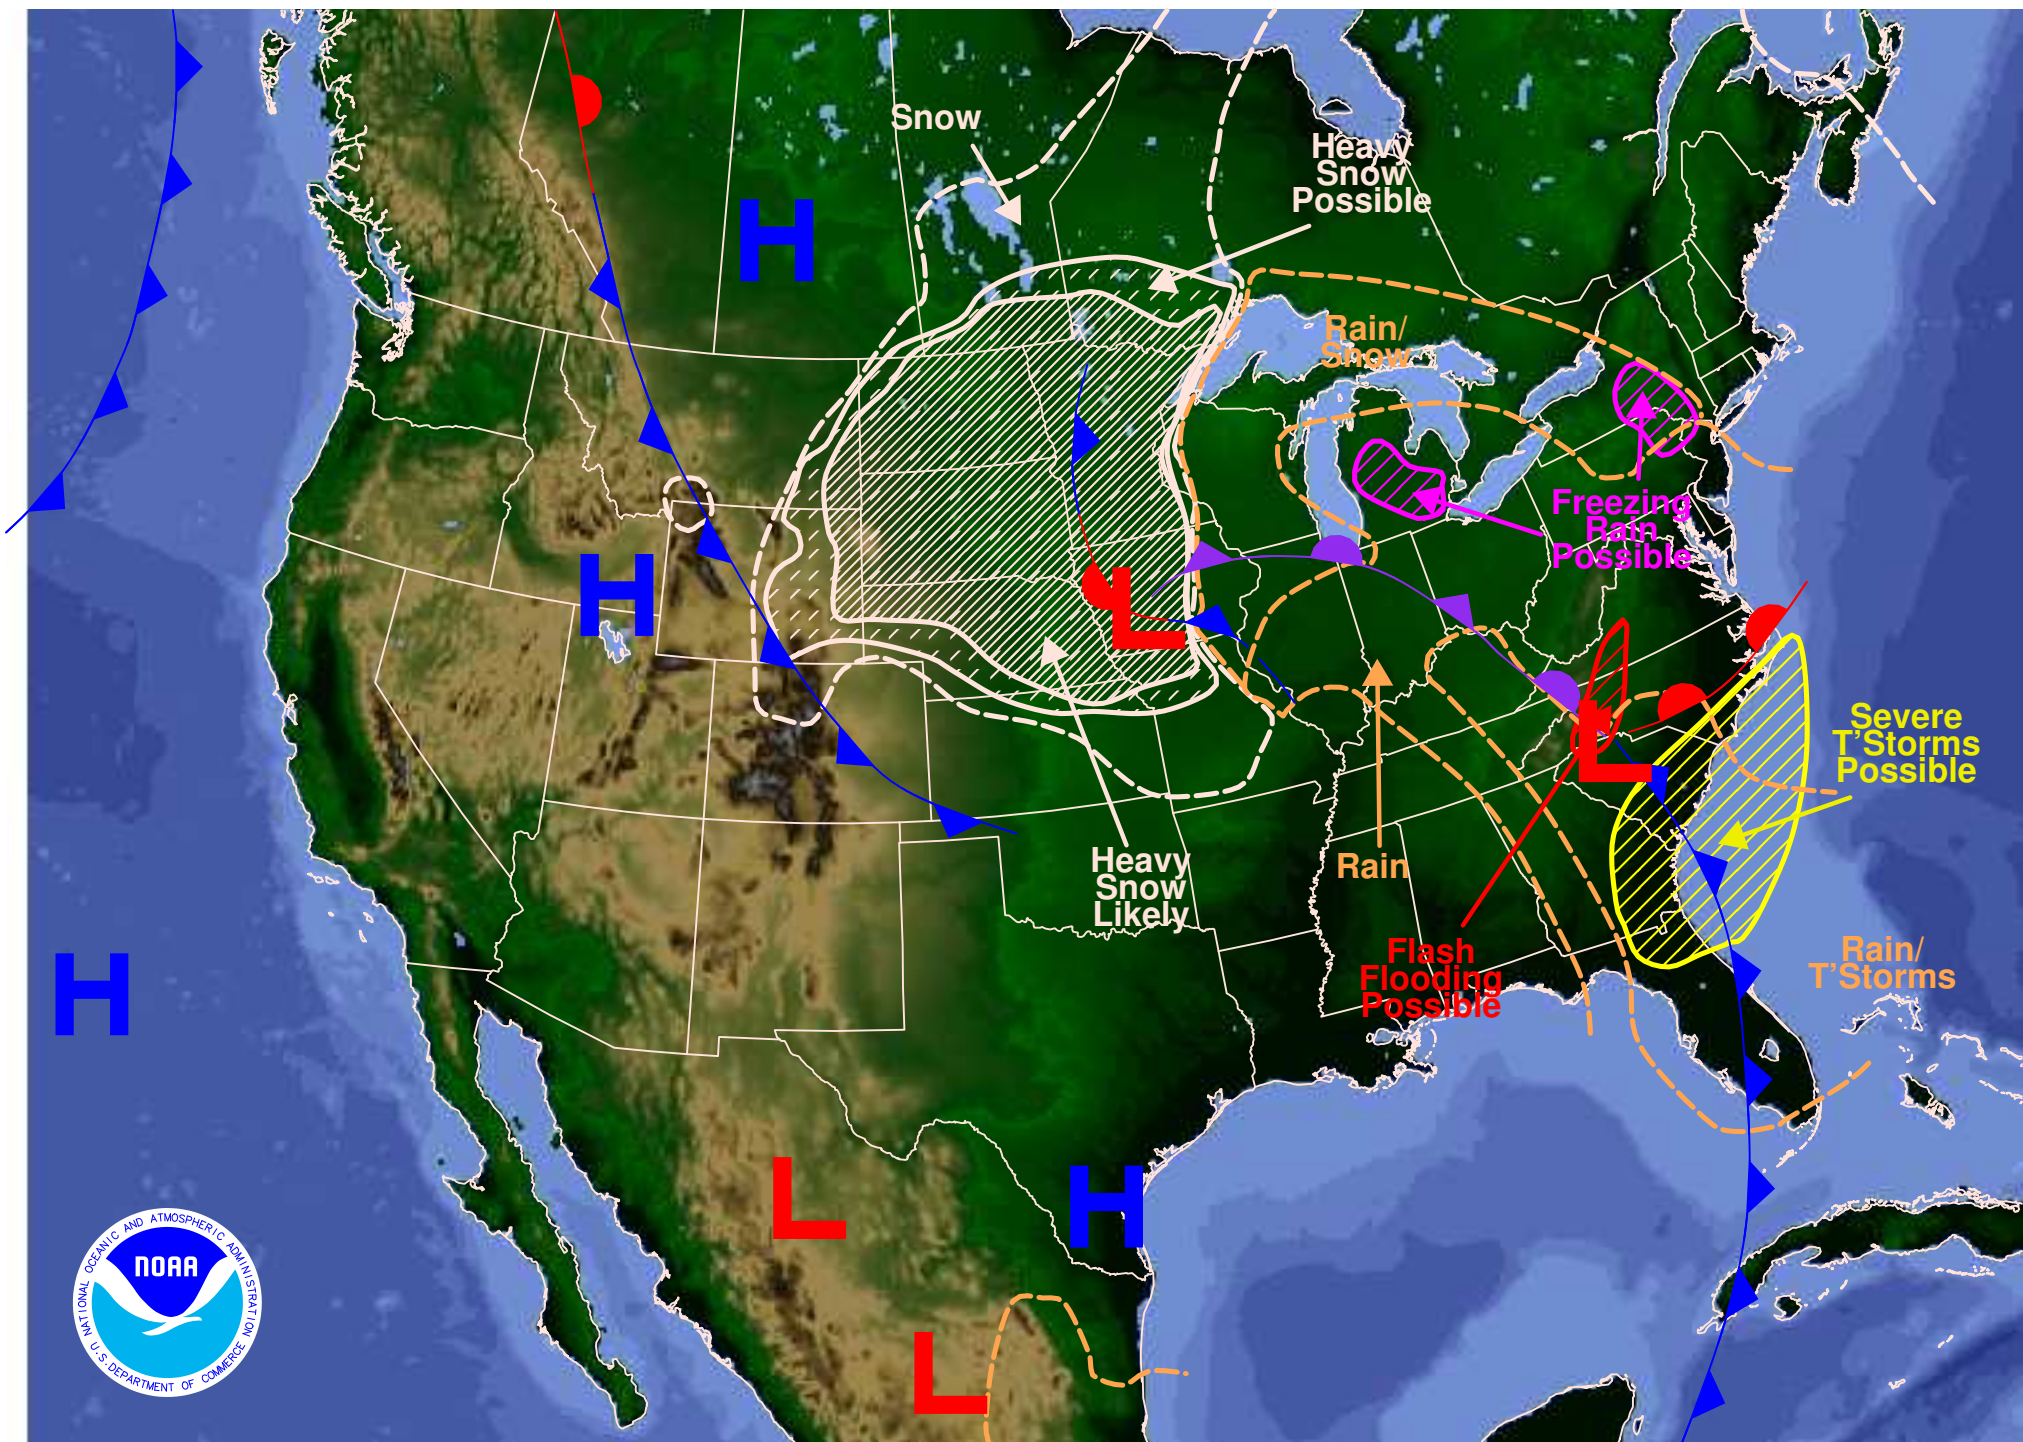 Snow
Heavy
Snow
Possible
H
Rain/
Snow
Freezing
Rain
Possible
H
L
Severe
T'Storms
Possible
L
Heavy
Snow
Likely
Rain
Flash
Flooding
Possible
Rain/
T'Storms
H
L
H
L
NATIONAL OCEANIC AND ATMOSPHERIC ADMINISTRATION
NOAA
U.S. DEPARTMENT OF COMMERCE